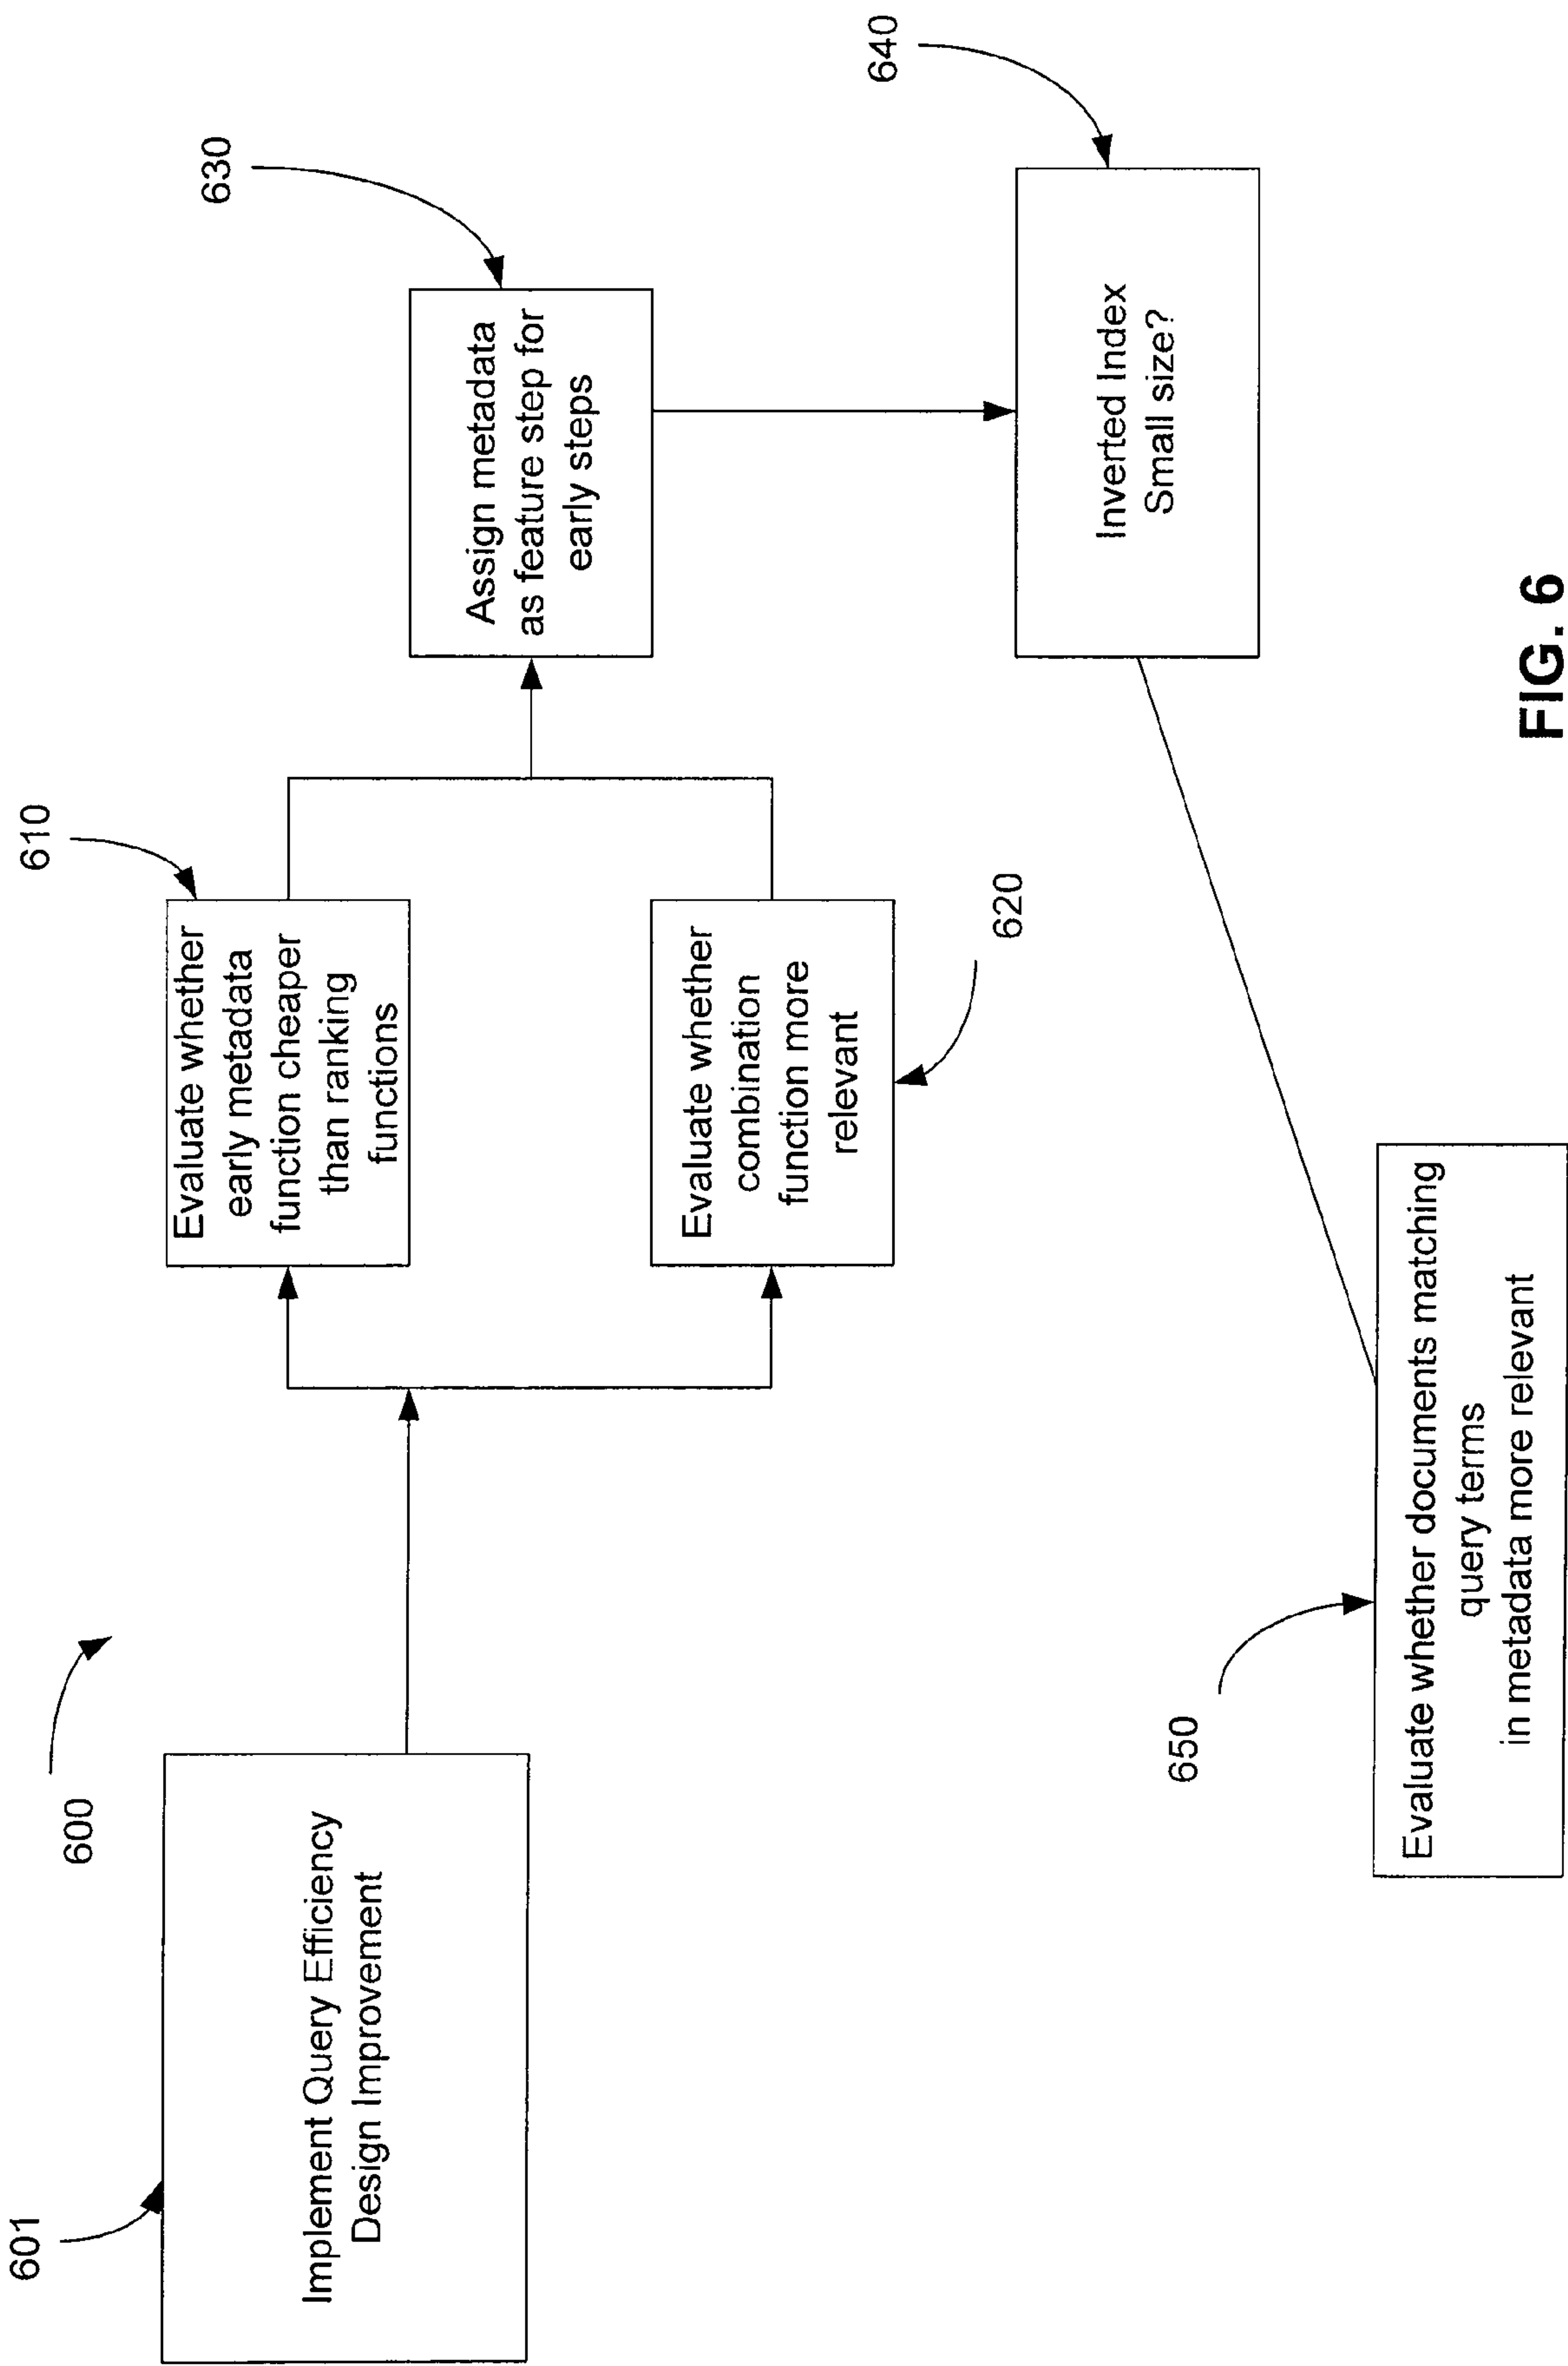 600
601
Implement Query Efficiency
Design Improvement
610
Evaluate whether
early metadata
function cheaper
than ranking
functions
Evaluate whether
combination
function more
relevant
620
630
Assign metadata
as feature step for
early steps
640
Inverted Index
Small size?
650
Evaluate whether documents matching
query terms
in metadata more relevant
FIG. 6